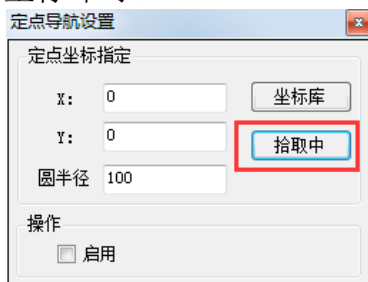 定点导航设置
定点坐标指定
X: 0 坐标库
Y: 0 拾取中
圆半径 100
操作
启用